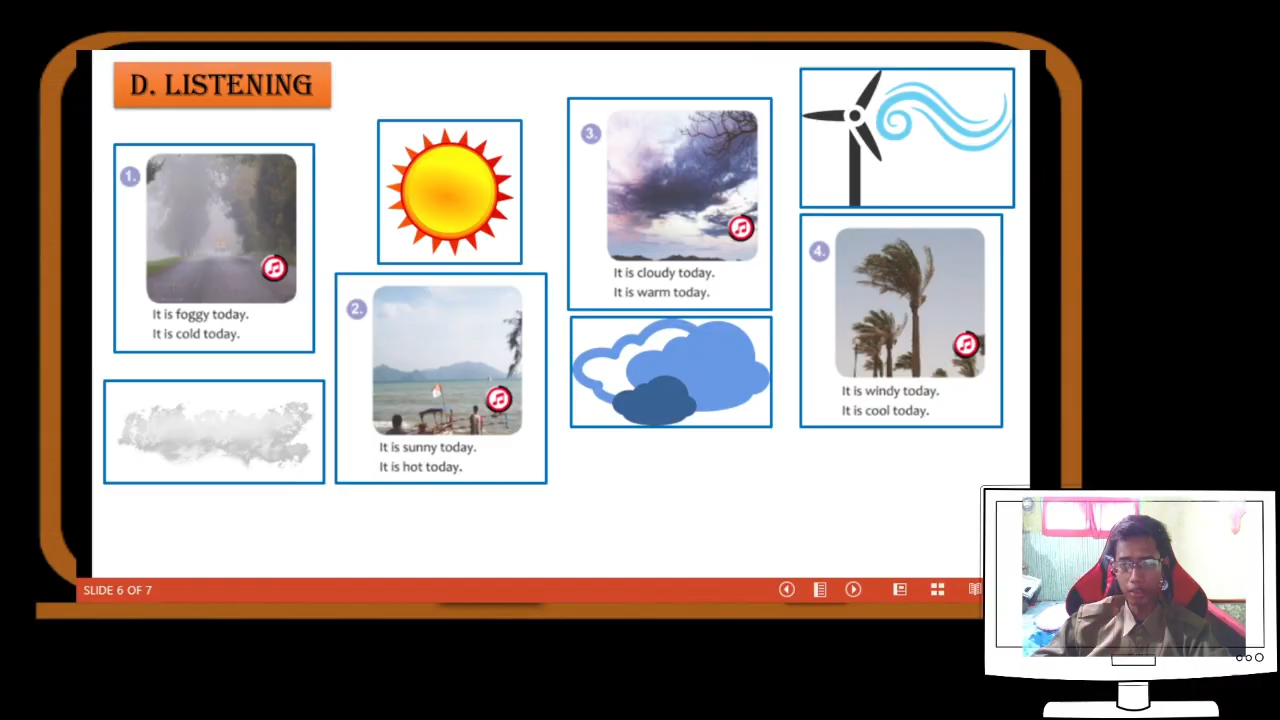 D. LISTENING
1.
It is foggy today.
It is cold today.
2.
It is sunny today.
It is hot today.
3.
It is cloudy today.
It is warm today.
4.
It is windy today.
It is cool today.
SLIDE 6 OF 7